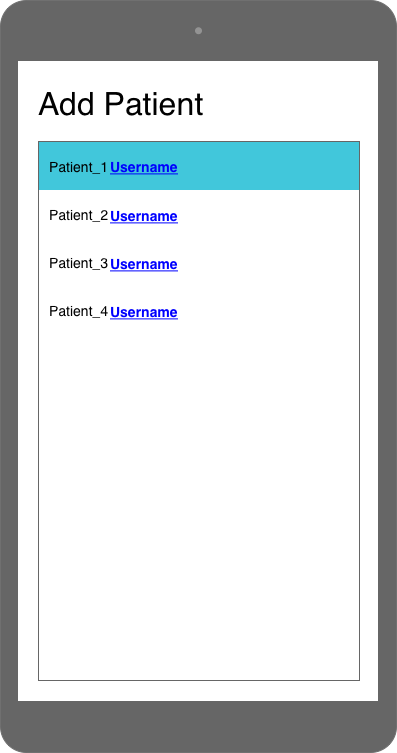 Add Patient
Patient_1 Username
Patient_2 Username
Patient_3 Username
Patient_4 Username